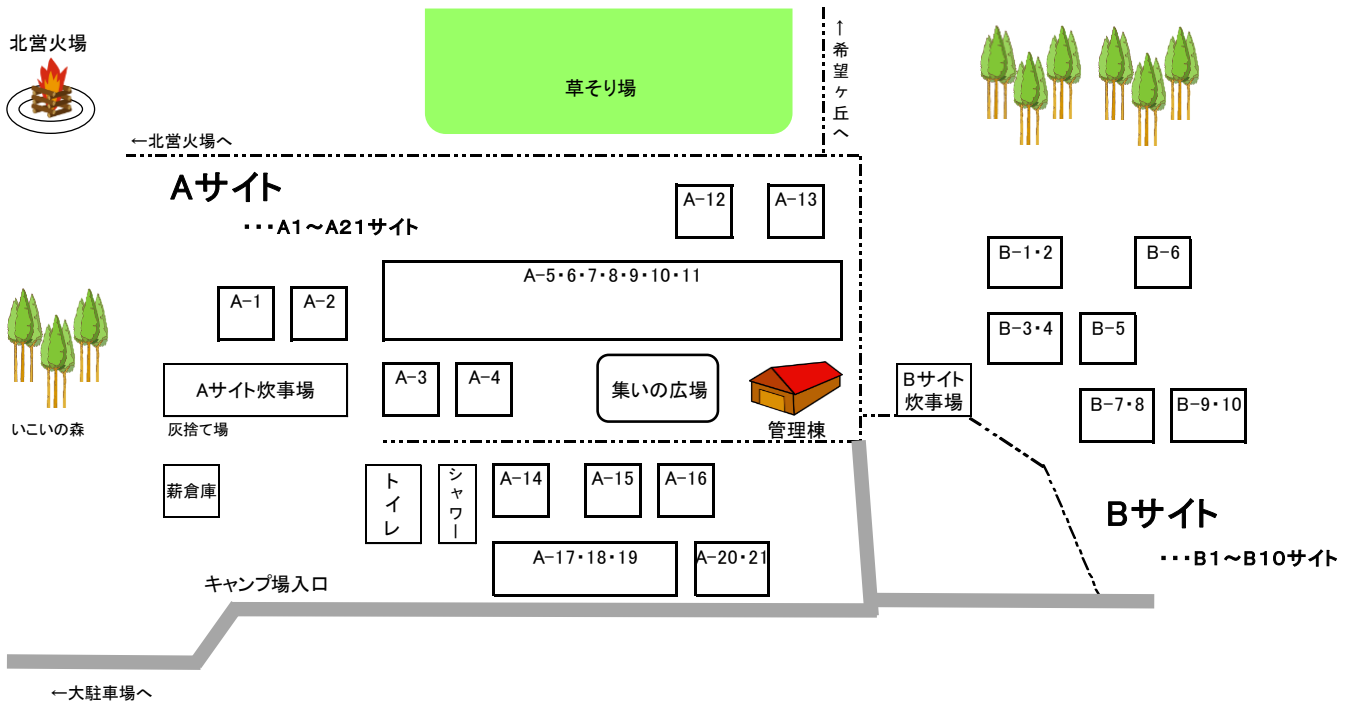 北営火場
草そり場
↑希望ヶ丘へ
←北営火場へ
Aサイト
・・・A1～A21サイト
A-12
A-13
A-5・6・7・8・9・10・11
A-1
A-2
B-1・2
B-6
B-3・4
B-5
Aサイト炊事場
A-3
A-4
集いの広場
Bサイト
炊事場
管理棟
B-7・8
B-9・10
いこいの森
灰捨て場
薪倉庫
トイレ
シャワー
A-14
A-15
A-16
A-17・18・19
A-20・21
Bサイト
・・・B1～B10サイト
キャンプ場入口
←大駐車場へ